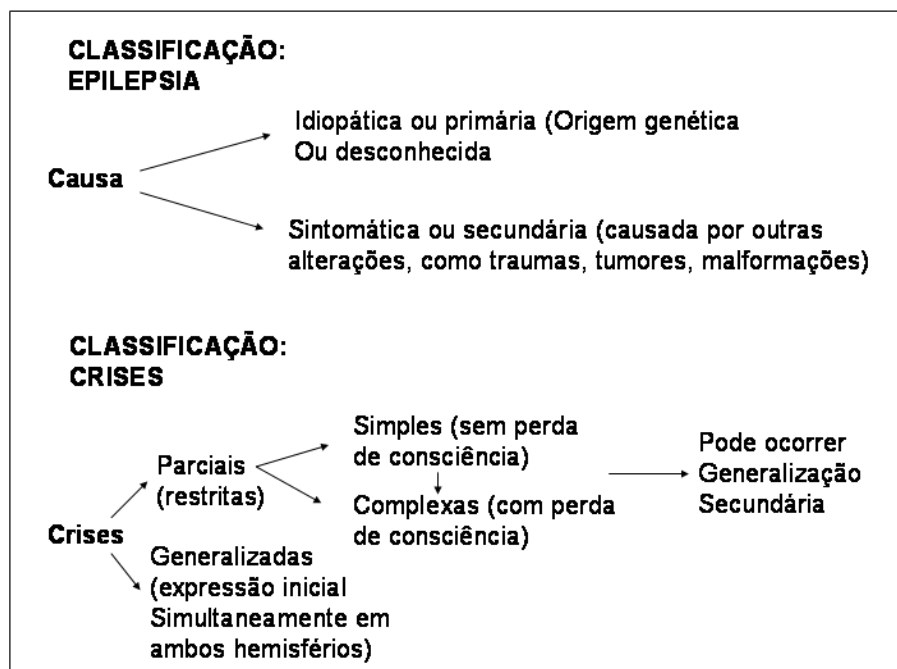 CLASSIFICAÇÃO:
EPILEPSIA
Idiopática ou primária (Origem genética
Ou desconhecida
Causa
Sintomática ou secundária (causada por outras
alterações, como traumas, tumores, malformações)
CLASSIFICAÇÃO:
CRISES
Simples (sem perda
de consciência)
Pode ocorrer
Generalização
Secundária
Parciais
(restritas)
Complexas (com perda
de consciência)
Crises
Generalizadas
(expressão inicial
Simultaneamente em
ambos hemisférios)